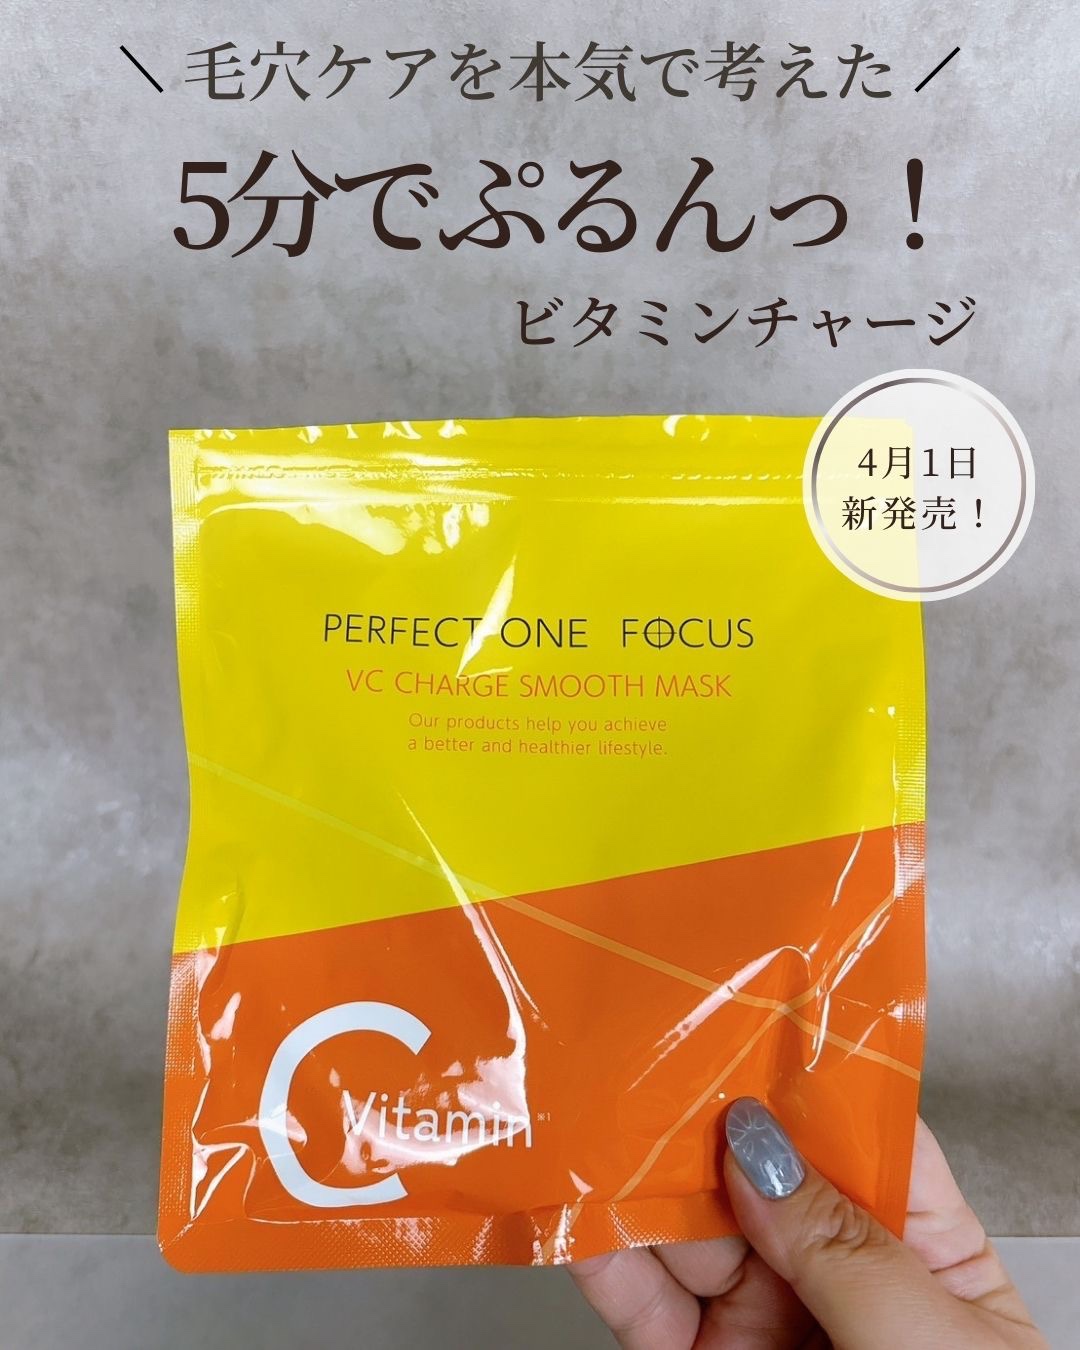 毛穴ケアを本気で考えた
5分でぷるんっ！
ビタミンチャージ
4月1日
新発売！
PERFECT ONE FOCUS
VC CHARGE SMOOTH MASK
Our products help you achieve
a better and healthier lifestyle.
C
Vitamin※1